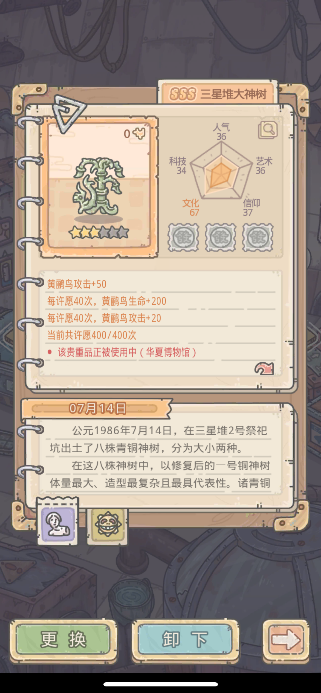 SSS 三星堆大神树
0
人气
36
科技
34
艺术
36
文化
67
信仰
37
黄鹂鸟攻击+50
每许愿40次，黄鹂鸟生命+200
每许愿40次，黄鹂鸟攻击+20
当前共许愿400/400次
• 该贵重品正被使用中（华夏博物馆）
07月14日
公元1986年7月14日，在三星堆2号祭祀
坑出土了八株青铜神树，分为大小两种。
在这八株神树中，以修复后的一号铜神树
体量最大、造型最复杂且最具代表性。诸青铜
更换
卸下